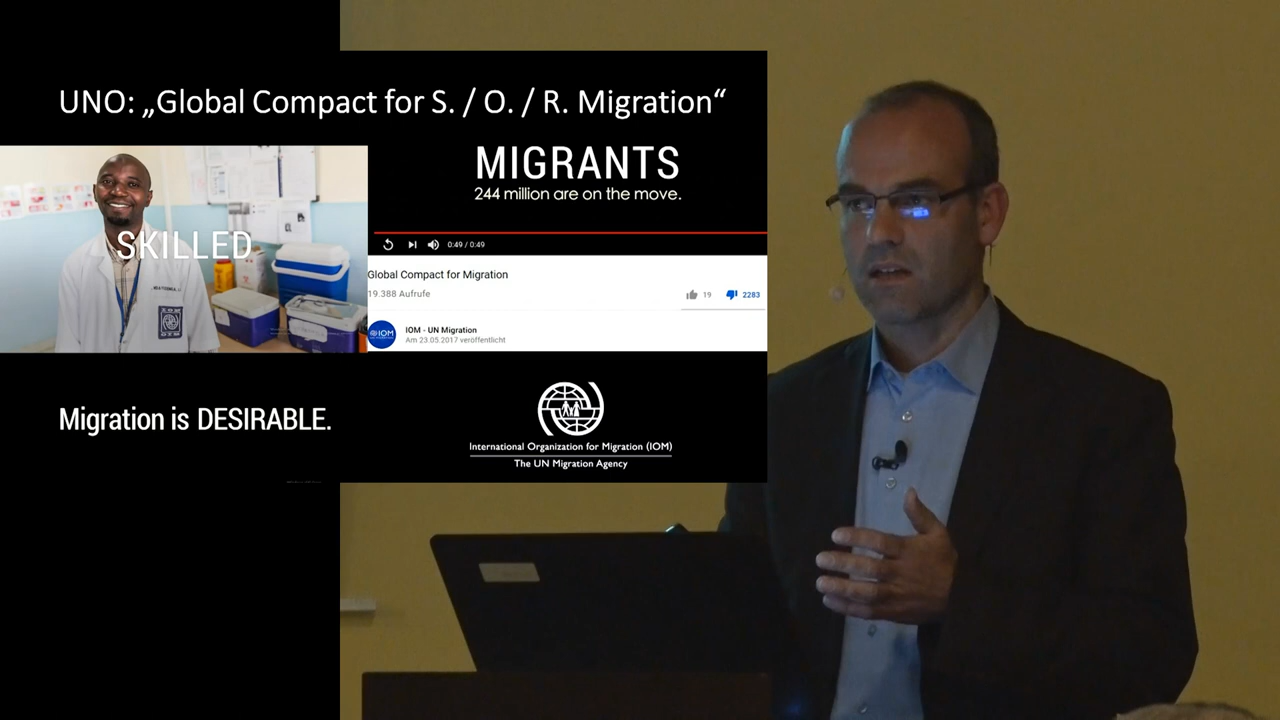 UNO: „Global Compact for S. / O. / R. Migration“
SKILLED
MIGRANTS
244 million are on the move.
0:49 / 0:49
Global Compact for Migration
19.388 Aufrufe
19
2283
IOM
IOM - UN Migration
Am 23.05.2017 veröffentlicht
Migration is DESIRABLE.
International Organization for Migration (IOM)
The UN Migration Agency